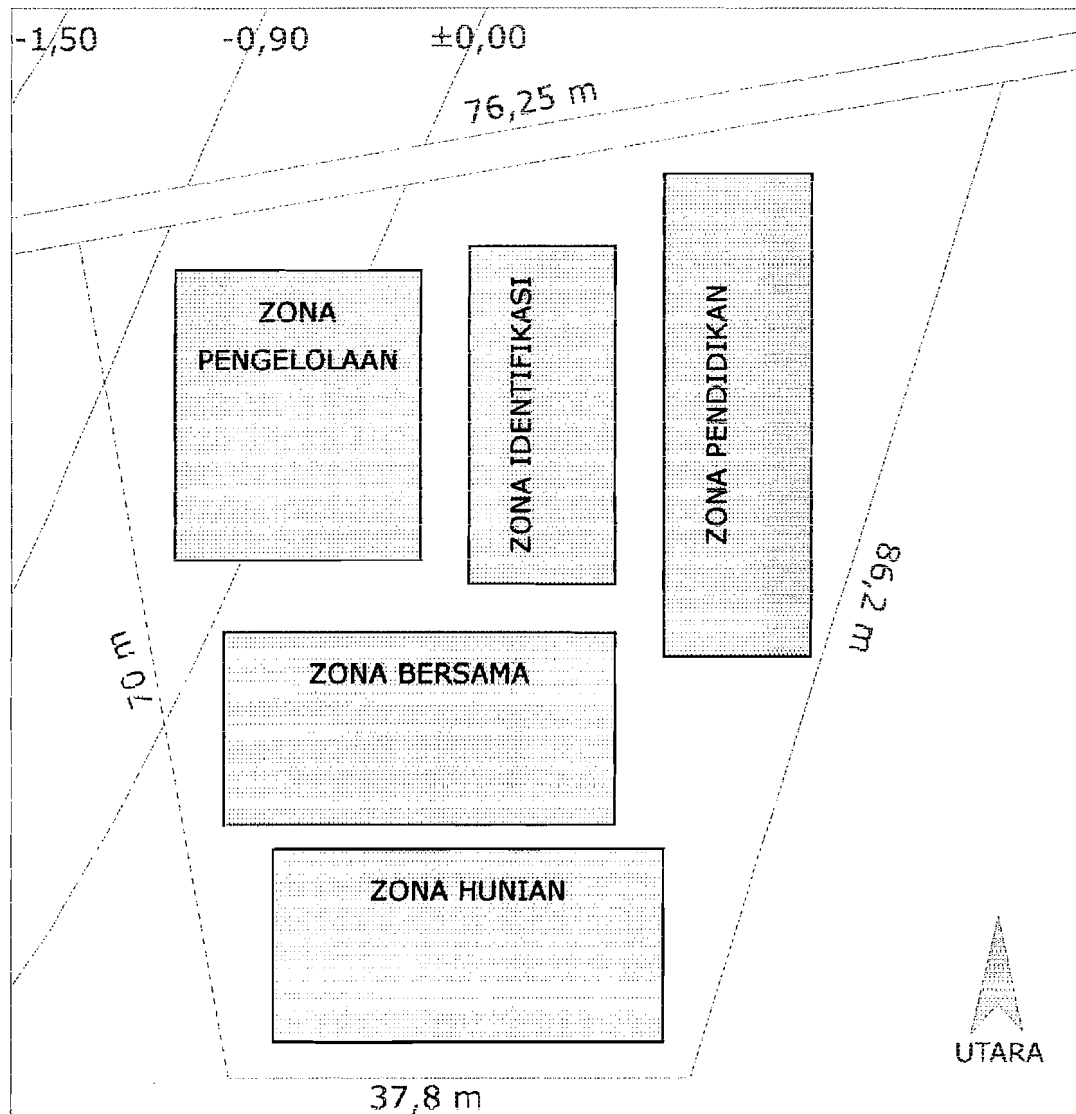 -1,50
-0,90
±0,00
76,25 m
ZONA
PENGELOLAAN
ZONA IDENTIFIKASI
ZONA PENDIDIKAN
86,2 m
70 m
ZONA BERSAMA
ZONA HUNIAN
UTARA
37,8 m